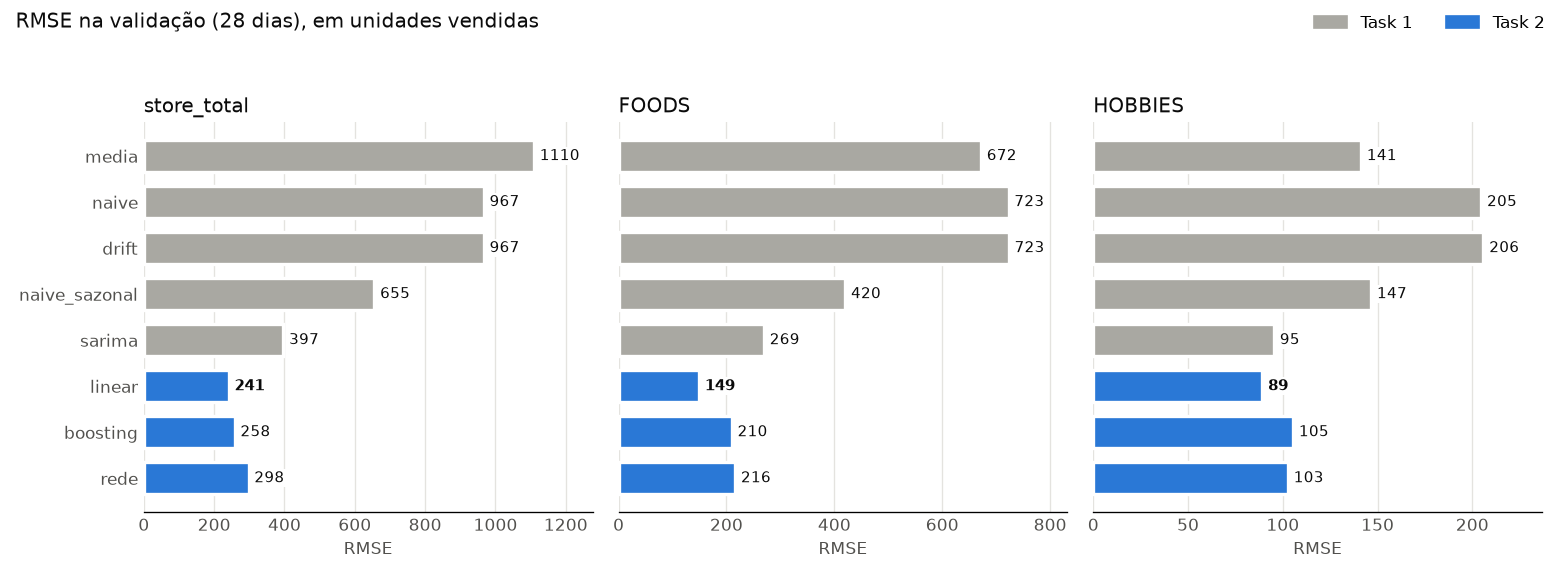 RMSE na validação (28 dias), em unidades vendidas
Task 1 Task 2
store_total FOODS HOBBIES
media 1110 672 141
naive 967 723 205
drift 967 723 206
naive_sazonal 655 420 147
sarima 397 269 95
linear 241 149 89
boosting 258 210 105
rede 298 216 103
0 200 400 600 800 1000 1200 0 200 400 600 800 0 50 100 150 200
RMSE RMSE RMSE